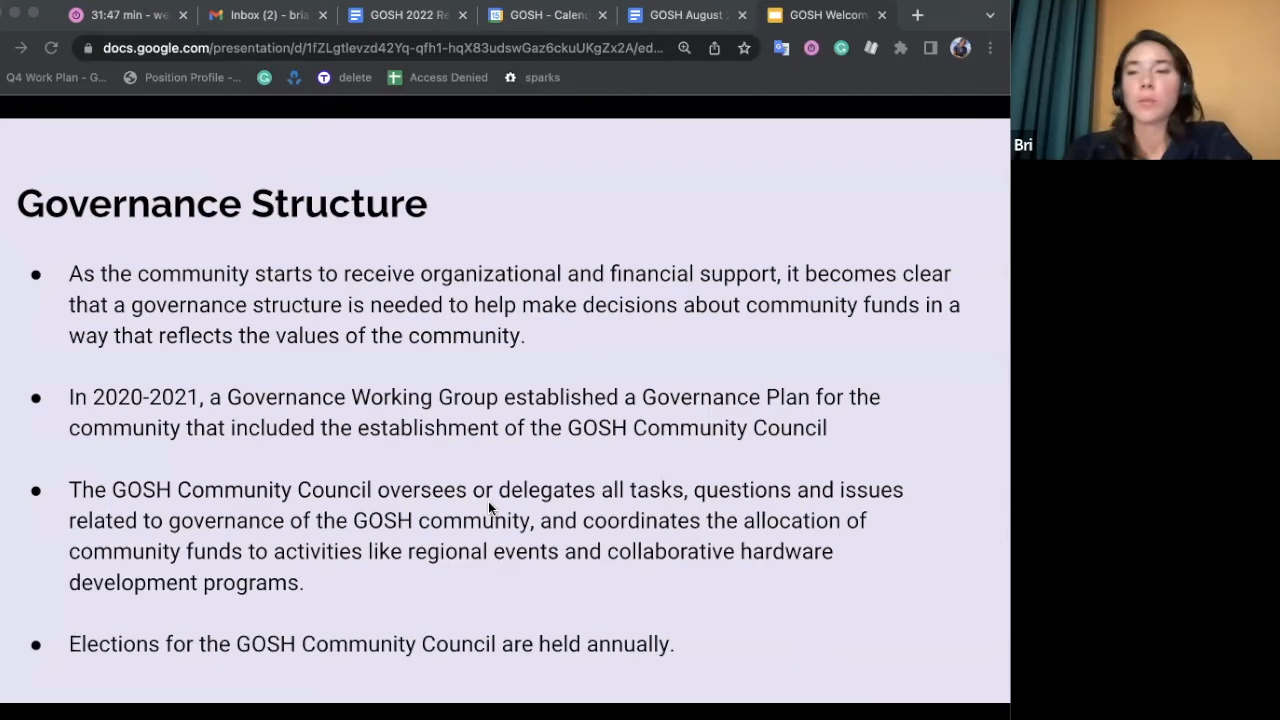 31:47 min - we
Inbox (2) - bria
GOSH 2022 Re
GOSH - Calend
GOSH August 2
GOSH Welcom
docs.google.com/presentation/d/1fZLgtlevzd42Yq-qfh1-hqX83udswGaz6ckuUKgZx2A/ed...
Q4 Work Plan - G...
Position Profile -...
delete
Access Denied
sparks
Bri
Governance Structure
● As the community starts to receive organizational and financial support, it becomes clear
that a governance structure is needed to help make decisions about community funds in a
way that reflects the values of the community.
● In 2020-2021, a Governance Working Group established a Governance Plan for the
community that included the establishment of the GOSH Community Council
● The GOSH Community Council oversees or delegates all tasks, questions and issues
related to governance of the GOSH community, and coordinates the allocation of
community funds to activities like regional events and collaborative hardware
development programs.
● Elections for the GOSH Community Council are held annually.